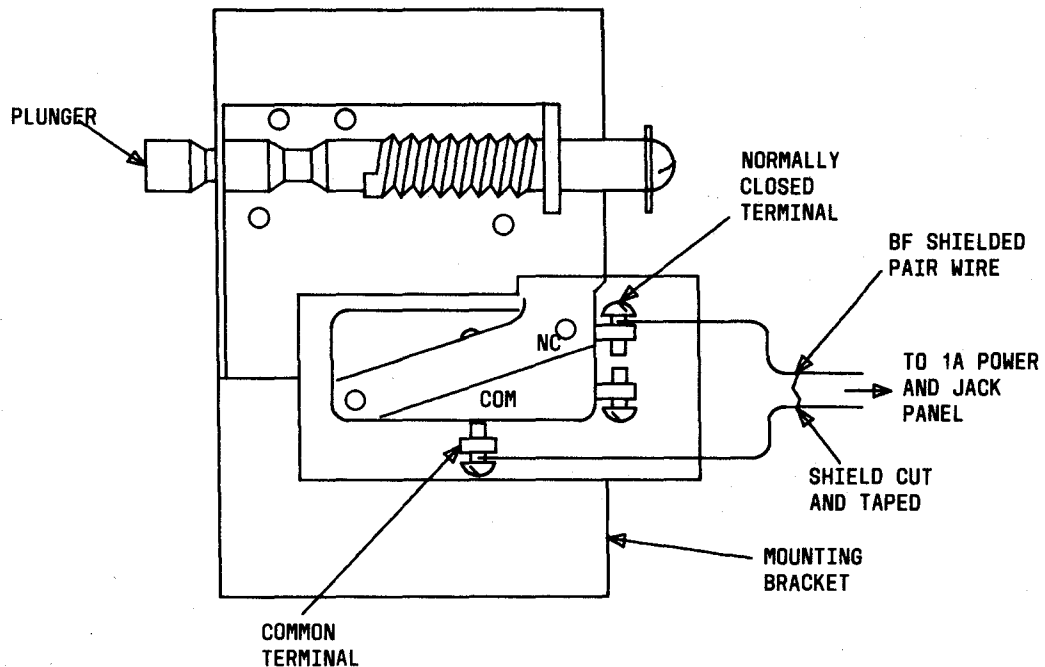 PLUNGER
NORMALLY
CLOSED
TERMINAL
BF SHIELDED
PAIR WIRE
NC
TO 1A POWER
AND JACK
PANEL
COM
SHIELD CUT
AND TAPED
MOUNTING
BRACKET
COMMON
TERMINAL